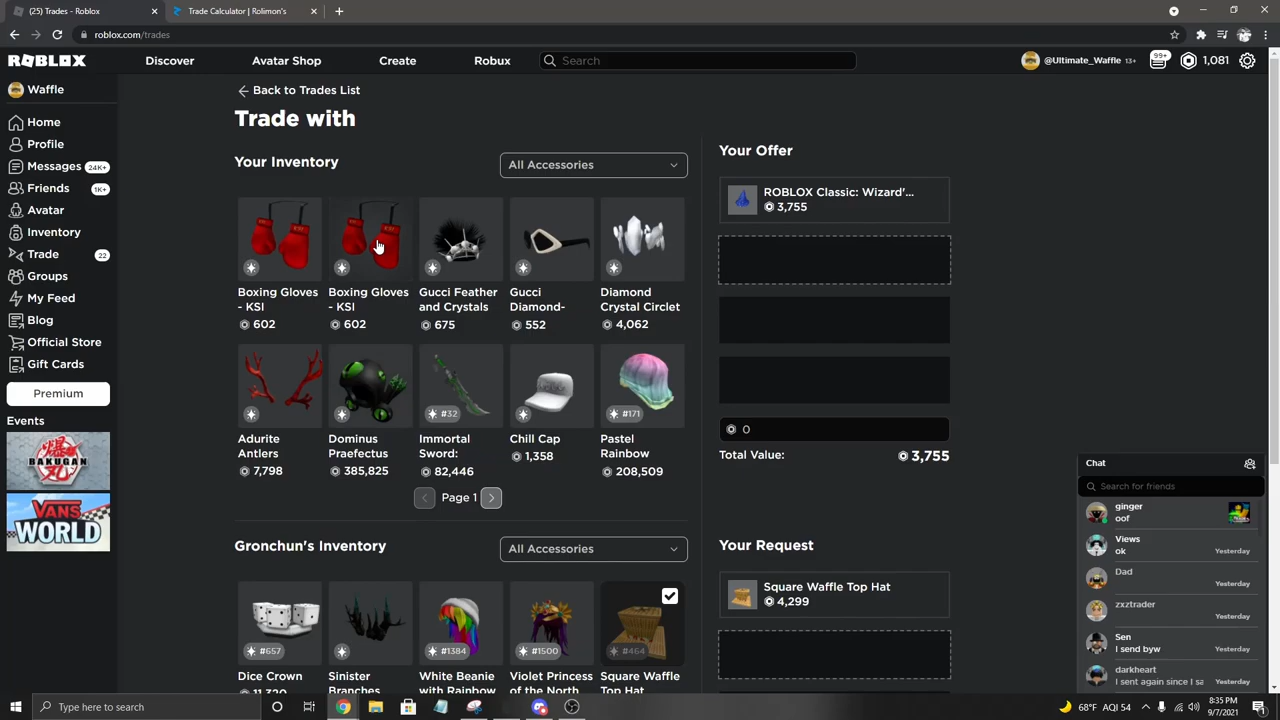 (25) Trades - Roblox
Trade Calculator | Rolimon's
roblox.com/trades
ROBLOX
Discover
Avatar Shop
Create
Robux
Search
@Ultimate_Waffle 13+
99+
1,081
Waffle
Home
Profile
Messages 24K+
Friends 1K+
Avatar
Inventory
Trade 22
Groups
My Feed
Blog
Official Store
Gift Cards
Premium
Events
BAKUGAN
VANS
WORLD
Back to Trades List
Trade with
Your Inventory
All Accessories
Boxing Gloves
- KSI
602
Boxing Gloves
- KSI
602
Gucci Feather
and Crystals
675
Gucci
Diamond-
552
Diamond
Crystal Circlet
4,062
Adurite
Antlers
7,798
Dominus
Praefectus
385,825
#32
Immortal
Sword:
82,446
Chill Cap
1,358
#171
Pastel
Rainbow
208,509
Page 1
Gronchun's Inventory
All Accessories
#657
Dice Crown
11,320
Sinister
Branches
#1384
White Beanie
with Rainbow
#1500
Violet Princess
of the North
#464
Square Waffle
Top Hat
Your Offer
ROBLOX Classic: Wizard'...
3,755
0
Total Value:
3,755
Your Request
Square Waffle Top Hat
4,299
Chat
Search for friends
ginger
oof
Views
ok
Yesterday
Dad
Yesterday
zxztrader
Yesterday
Sen
I send byw
Yesterday
darkheart
I sent again since I sa
Yesterday
Type here to search
68°F AQI 54
8:35 PM
9/7/2021